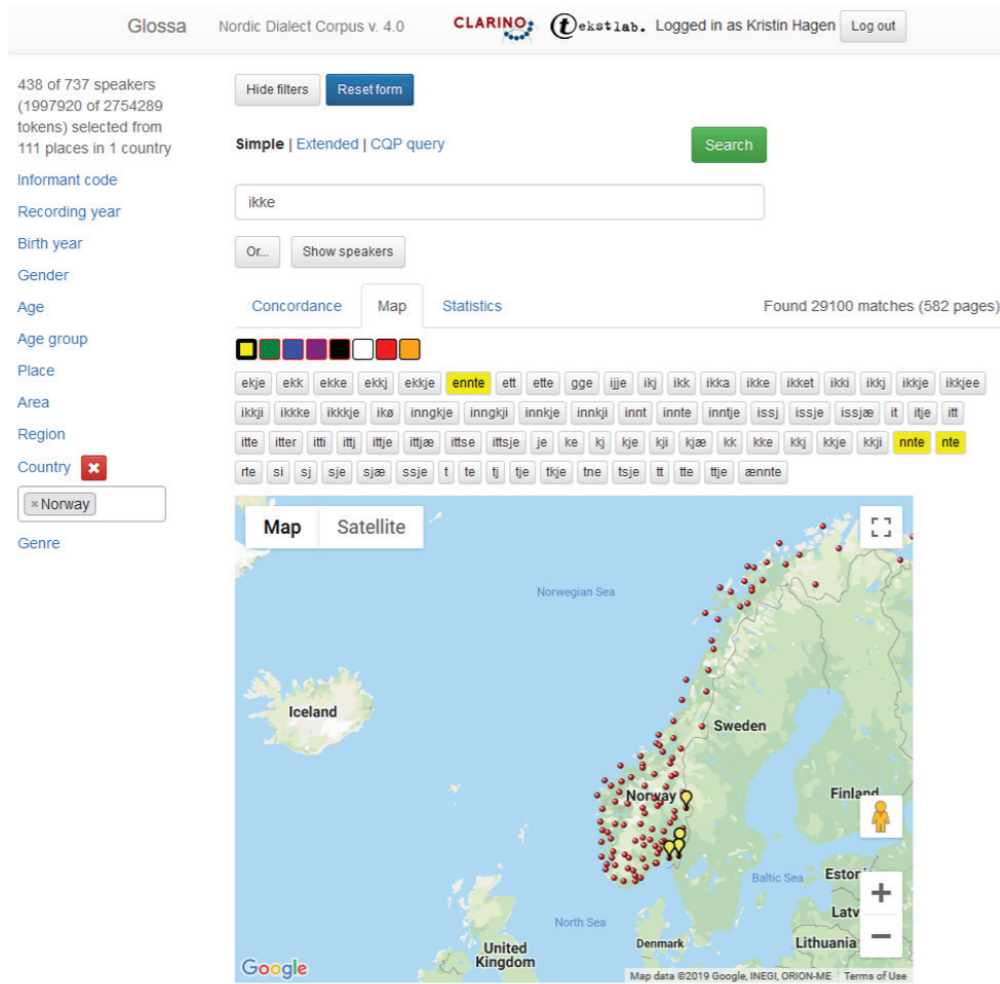 Glossa Nordic Dialect Corpus v. 4.0 CLARINO tekstlab. Logged in as Kristin Hagen Log out
438 of 737 speakers
(1997920 of 2754289
tokens) selected from
111 places in 1 country
Informant code
Recording year
Birth year
Gender
Age
Age group
Place
Area
Region
Country
× Norway
Genre
Hide filters Reset form
Simple | Extended | CQP query Search
ikke
Or... Show speakers
Concordance Map Statistics Found 29100 matches (582 pages)
ekje ekk ekke ekkj ekkje ennte ett ette gge ijje ikj ikk ikka ikke ikket ikki ikkj ikkje ikkjee
ikkji ikkke ikkkje ikø inngkje inngkji innkje innkji innt innte inntje issj issje issjæ it itje itt
itte itter itti ittj ittje ittjæ ittse ittsje je ke kj kje kji kjæ kk kke kkj kkje kkji nnte nte
rte si sj sje sjæ ssje t te tj tje tkje tne tsje tt tte ttje ænnte
Map Satellite
Norwegian Sea
Iceland
Sweden
Norway
Finland
Baltic Sea
North Sea
Denmark
Lithuania
United
Kingdom
Google
Map data ©2019 Google, INEGI, ORION-ME Terms of Use